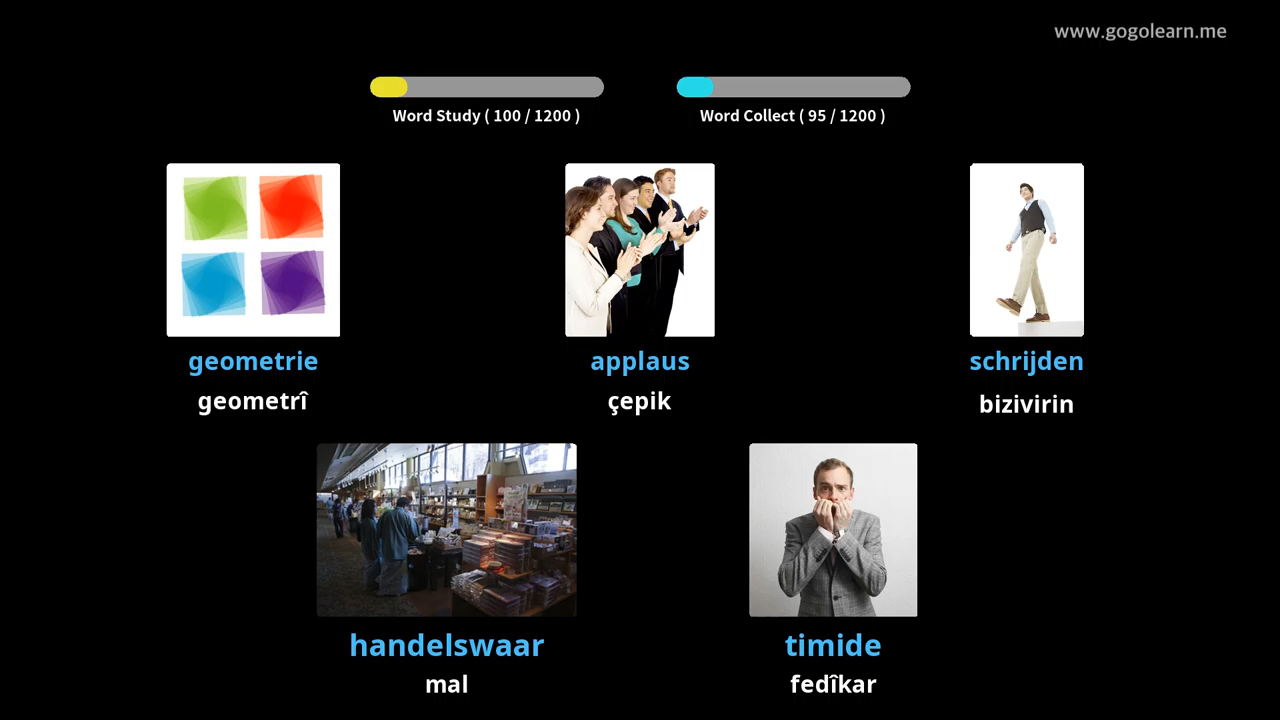 www.gogolearn.me
Word Study ( 100 / 1200 )
Word Collect ( 95 / 1200 )
geometrie
geometrî
applaus
çepik
schrijden
bizivirin
handelswaar
mal
timide
fedîkar